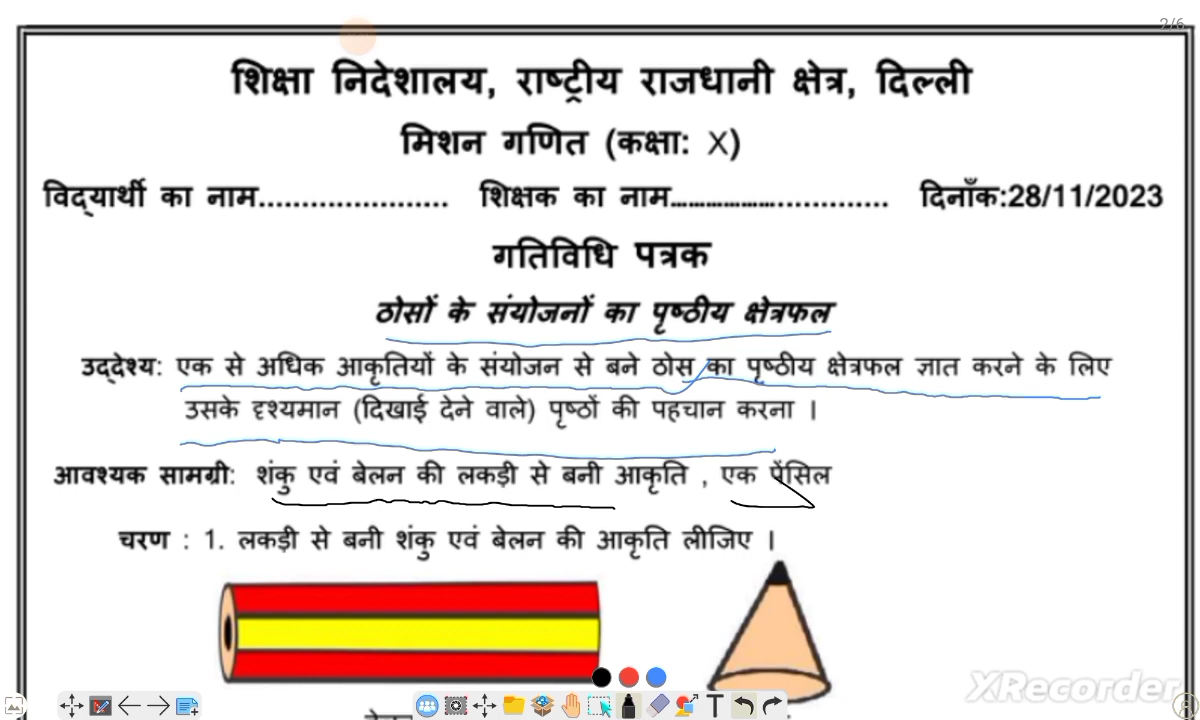 2/6
शिक्षा निदेशालय, राष्ट्रीय राजधानी क्षेत्र, दिल्ली
मिशन गणित (कक्षा: X)
विद्यार्थी का नाम...................... शिक्षक का नाम.............................. दिनाँक:28/11/2023
गतिविधि पत्रक
ठोसों के संयोजनों का पृष्ठीय क्षेत्रफल
उद्देश्य: एक से अधिक आकृतियों के संयोजन से बने ठोस का पृष्ठीय क्षेत्रफल ज्ञात करने के लिए
उसके दृश्यमान (दिखाई देने वाले) पृष्ठों की पहचान करना ।
आवश्यक सामग्री: शंकु एवं बेलन की लकड़ी से बनी आकृति , एक पेंसिल
चरण : 1. लकड़ी से बनी शंकु एवं बेलन की आकृति लीजिए ।
XRecorder
T